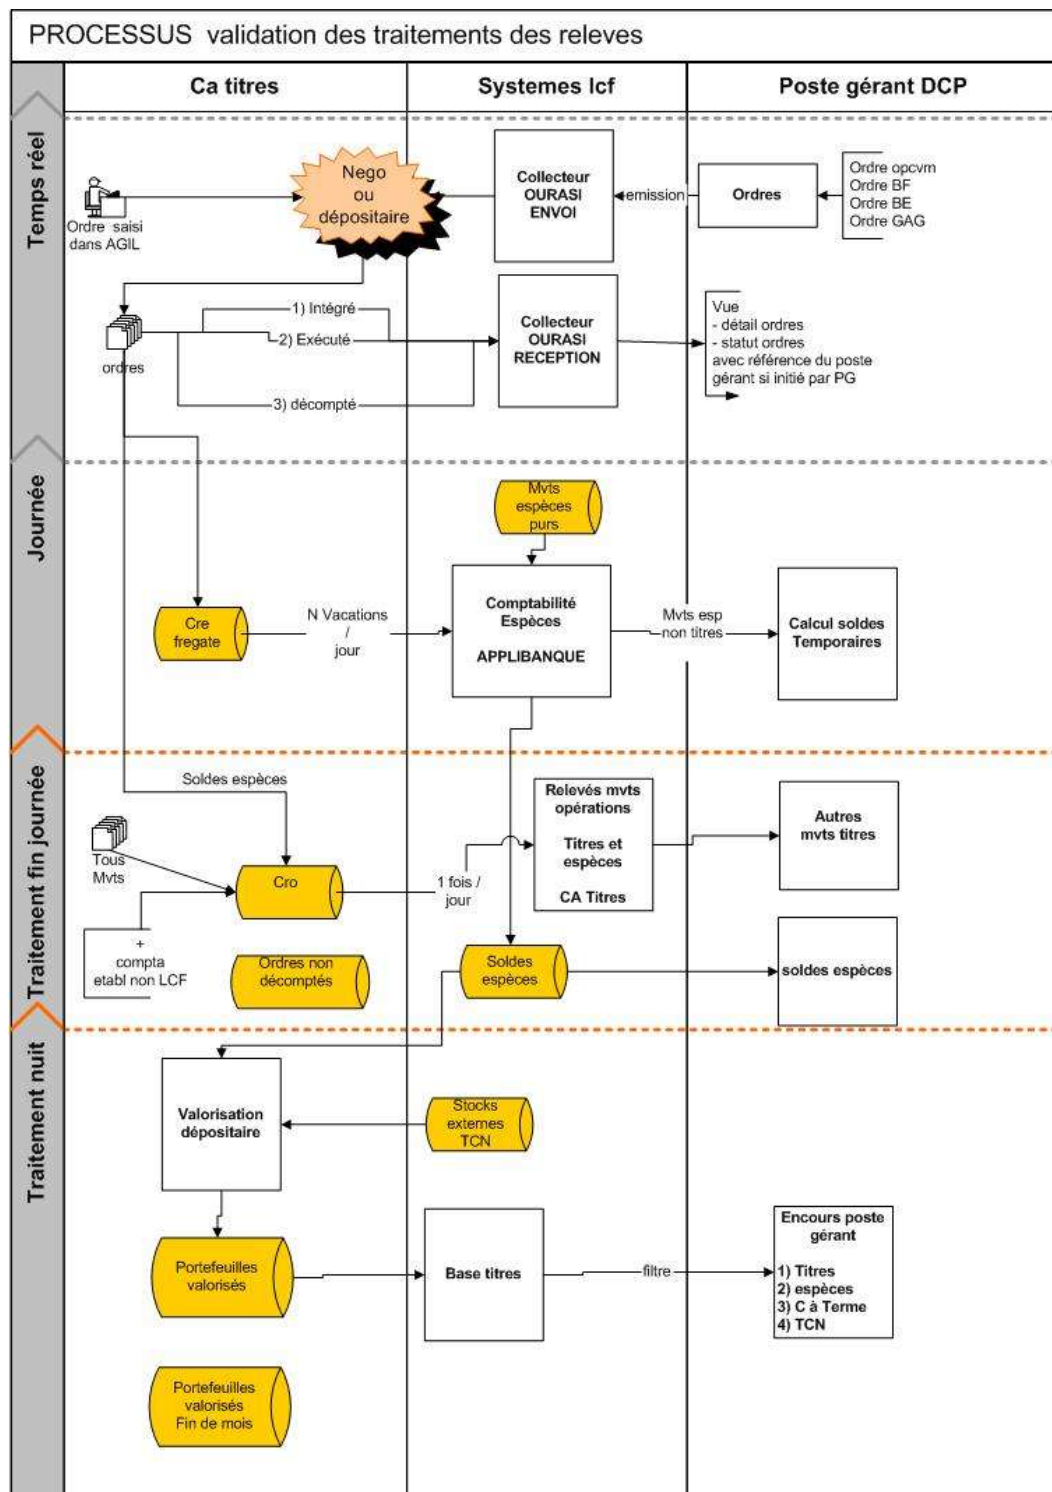 PROCESSUS validation des traitements des releves
Ca titres
Systemes lcf
Poste gérant DCP
Temps réel
Ordre saisi
dans AGIL
Nego
ou
dépositaire
Collecteur
OURASI
ENVOI
emission
Ordres
Ordre opcvm
Ordre BF
Ordre BE
Ordre GAG
ordres
1) Intégré
2) Exécuté
3) décompté
Collecteur
OURASI
RECEPTION
Vue
- détail ordres
- statut ordres
avec référence du poste
gérant si initié par PG
Journée
Mvts
espèces
purs
Cre
fregate
N Vacations
/
jour
Comptabilité
Espèces
APPLIBANQUE
Mvts esp
non titres
Calcul soldes
Temporaires
Traitement fin journée
Soldes espèces
Tous
Mvts
Cro
1 fois /
jour
Relevés mvts
opérations
Titres et
espèces
CA Titres
Autres
mvts titres
+
compta
etabl non LCF
Ordres non
décomptés
Soldes
espèces
soldes espèces
Traitement nuit
Valorisation
dépositaire
Stocks
externes
TCN
Portefeuilles
valorisés
Base titres
filtre
Encours poste
gérant
1) Titres
2) espèces
3) C à Terme
4) TCN
Portefeuilles
valorisés
Fin de mois